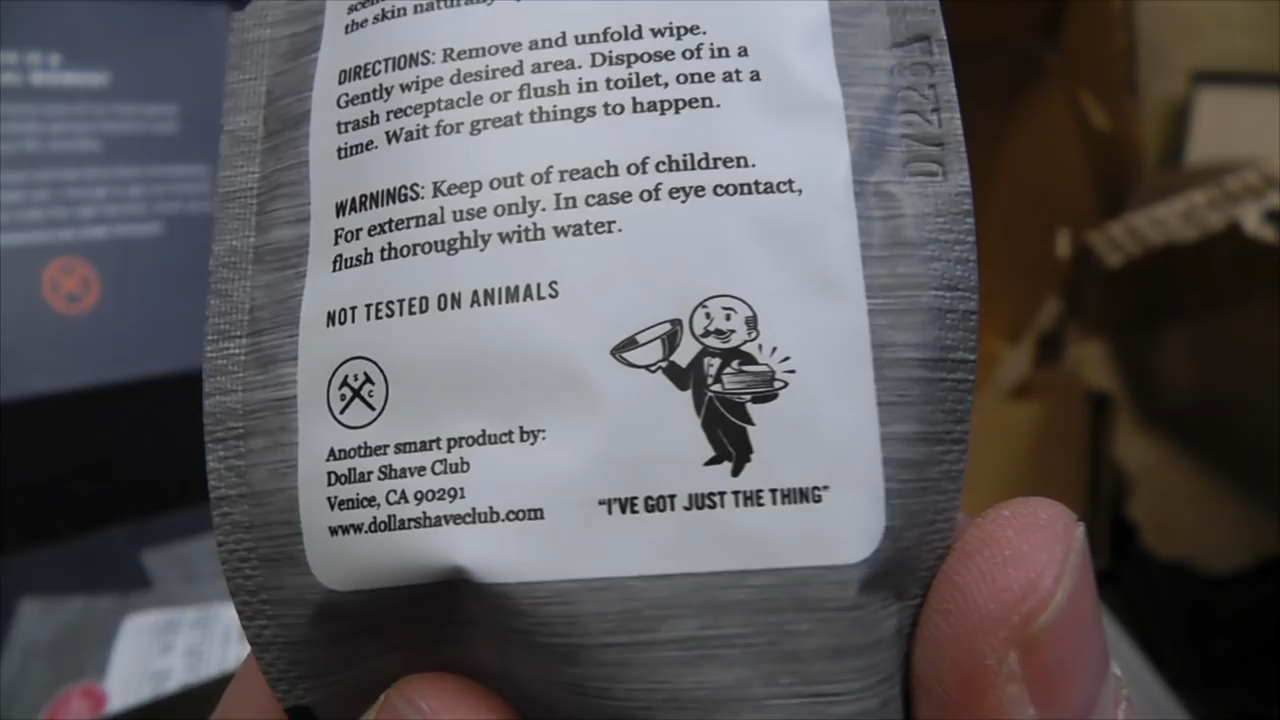 the skin naturally
DIRECTIONS: Remove and unfold wipe.
Gently wipe desired area. Dispose of in a
trash receptacle or flush in toilet, one at a
time. Wait for great things to happen.
WARNINGS: Keep out of reach of children.
For external use only. In case of eye contact,
flush thoroughly with water.
NOT TESTED ON ANIMALS
D S C
Another smart product by:
Dollar Shave Club
Venice, CA 90291
www.dollarshaveclub.com
"I'VE GOT JUST THE THING"